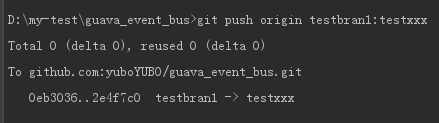 D:\my-test\guava_event_bus>git push origin testbran1:testxxx
Total 0 (delta 0), reused 0 (delta 0)
To github.com:yuboYUBO/guava_event_bus.git
   0eb3036..2e4f7c0  testbran1 -> testxxx